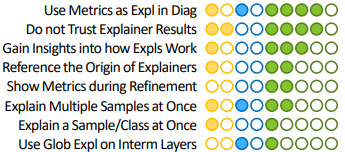 Use Metrics as Expl in Diag
Do not Trust Explainer Results
Gain Insights into how Expls Work
Reference the Origin of Explainers
Show Metrics during Refinement
Explain Multiple Samples at Once
Explain a Sample/Class at Once
Use Glob Expl on Interm Layers